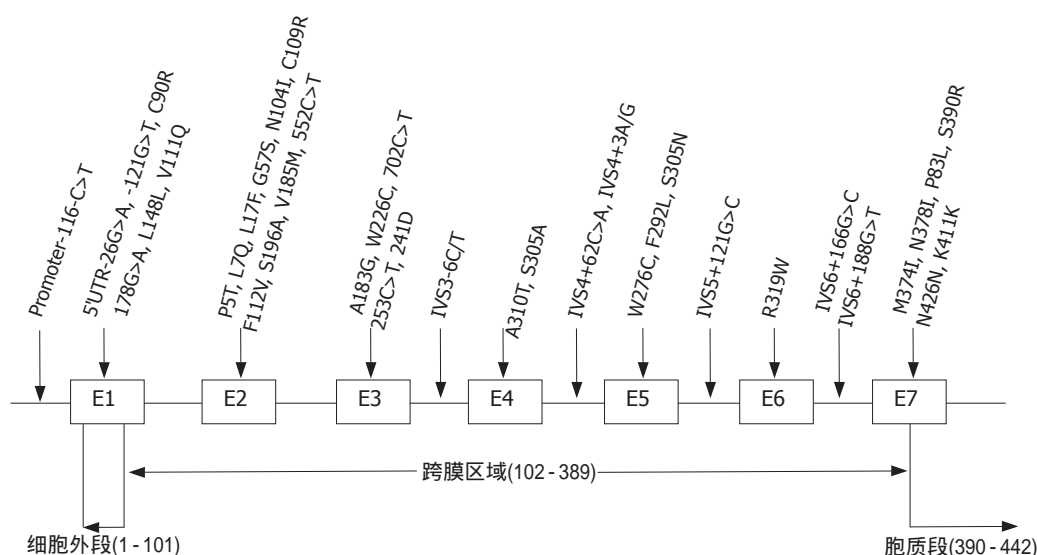 Promoter-116-C>T
5'UTR-26G>A, -121G>T, C90R
178G>A, L148L, V111Q
P5T, L7Q, L17F, G57S, N104I, C109R
F112V, S196A, V185M, 552C>T
A183G, W226C, 702C>T
253C>T, 241D
IVS3-6C/T
A310T, S305A
IVS4+62C>A, IVS4+3A/G
W276C, F292L, S305N
IVS5+121G>C
R319W
IVS6+166G>C
IVS6+188G>T
M374I, N378I, P83L, S390R
N426N, K411K
E1 E2 E3 E4 E5 E6 E7
跨膜区域(102-389)
细胞外段(1-101) 胞质段(390-442)